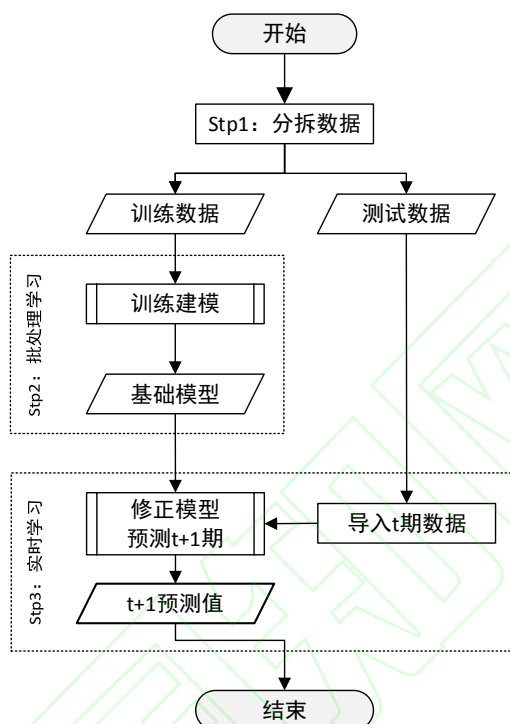 开始
Stp1：分拆数据
训练数据
测试数据
Stp2：批处理学习
训练建模
基础模型
Stp3：实时学习
修正模型
预测t+1期
导入t期数据
t+1预测值
结束